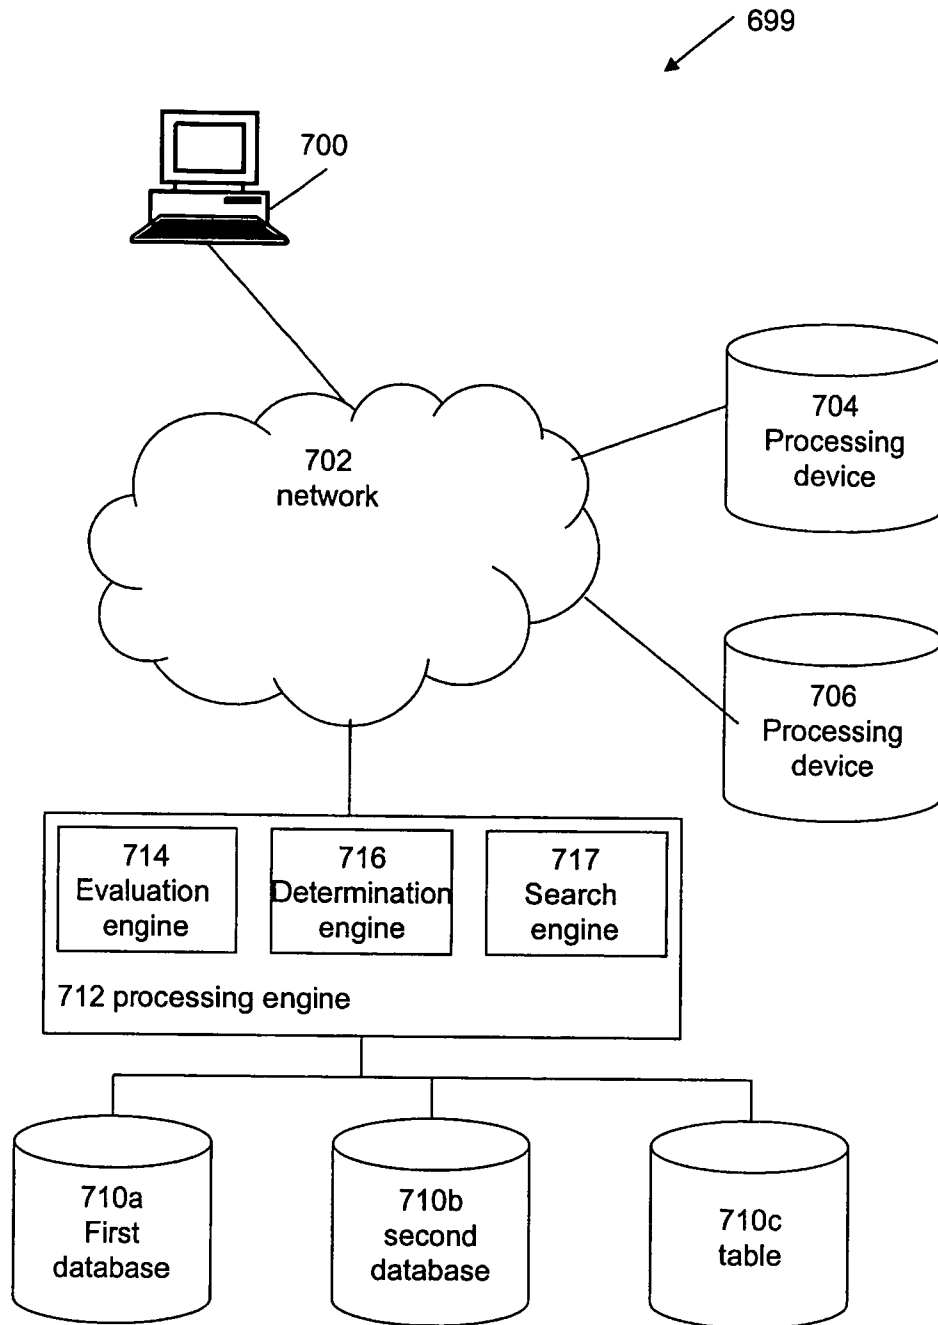 699
700
702
network
704
Processing
device
706
Processing
device
714
Evaluation
engine
716
Determination
engine
717
Search
engine
712 processing engine
710a
First
database
710b
second
database
710c
table